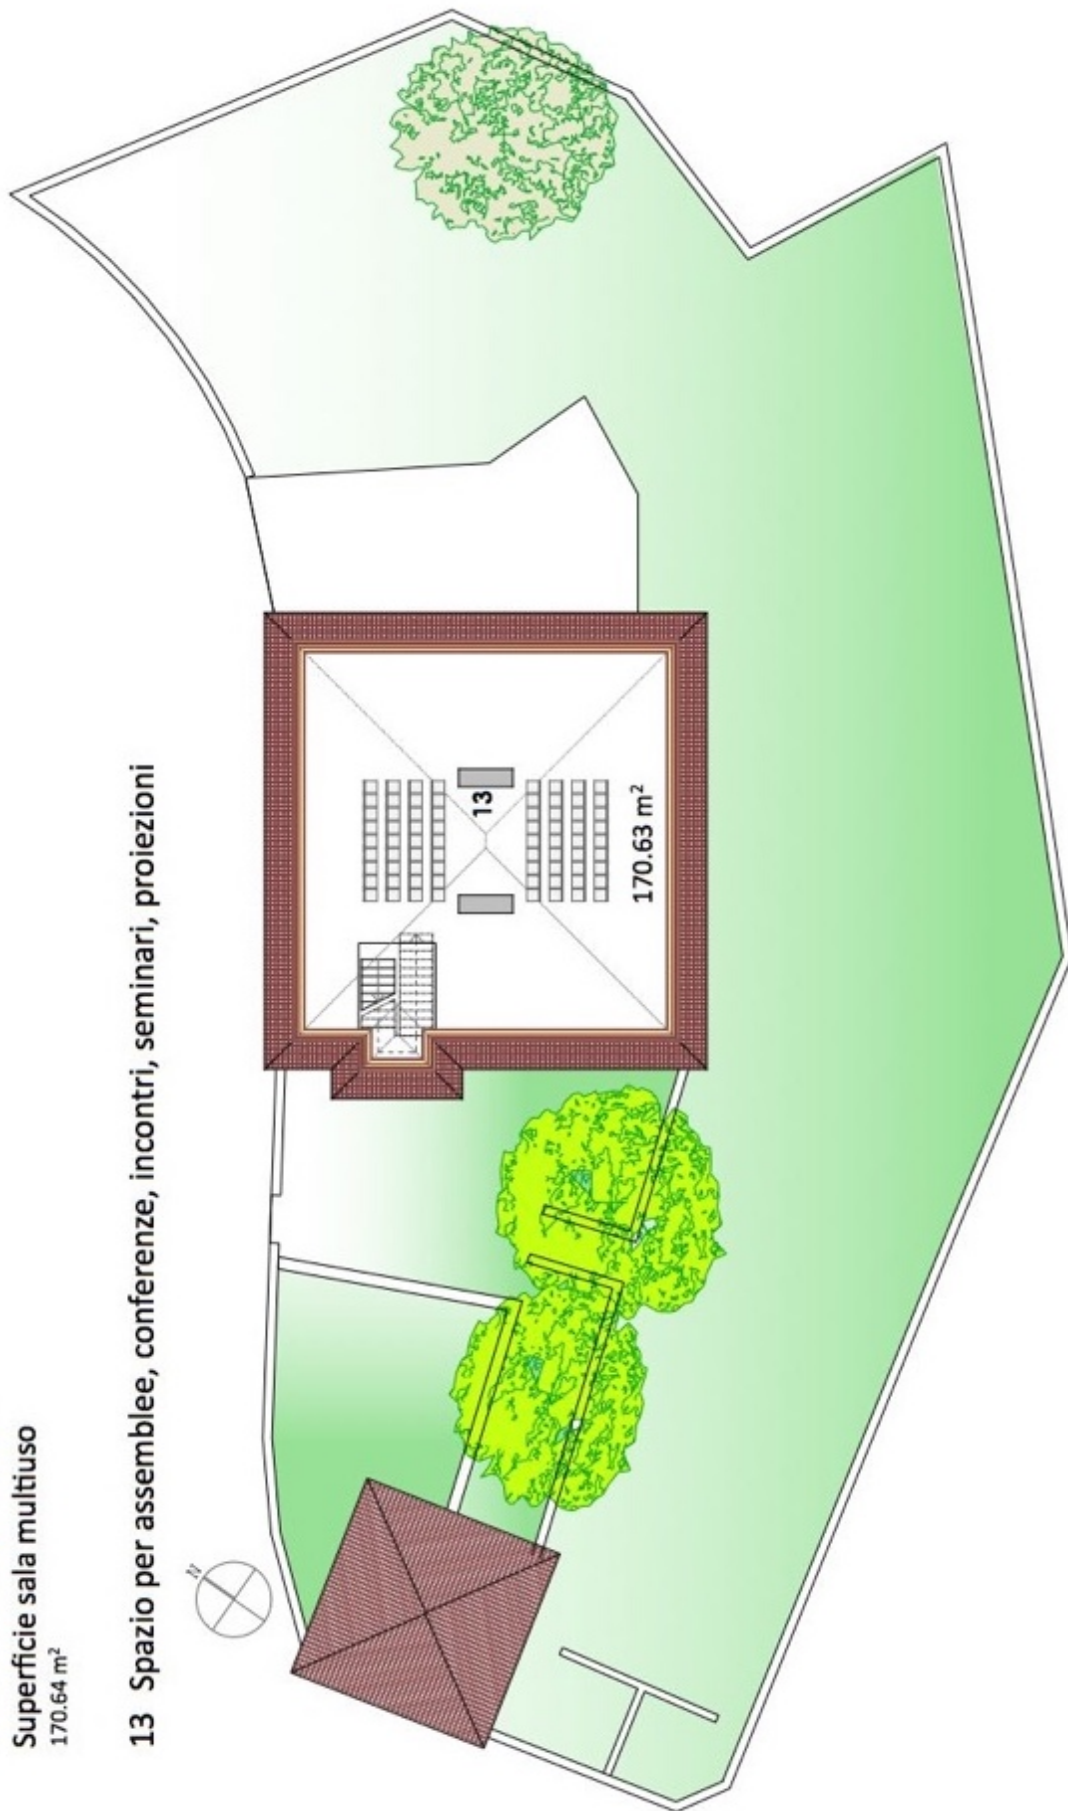 Superficie sala multiuso
170.64 m²
13 Spazio per assemblee, conferenze, incontri, seminari, proiezioni
N
13
170.63 m²